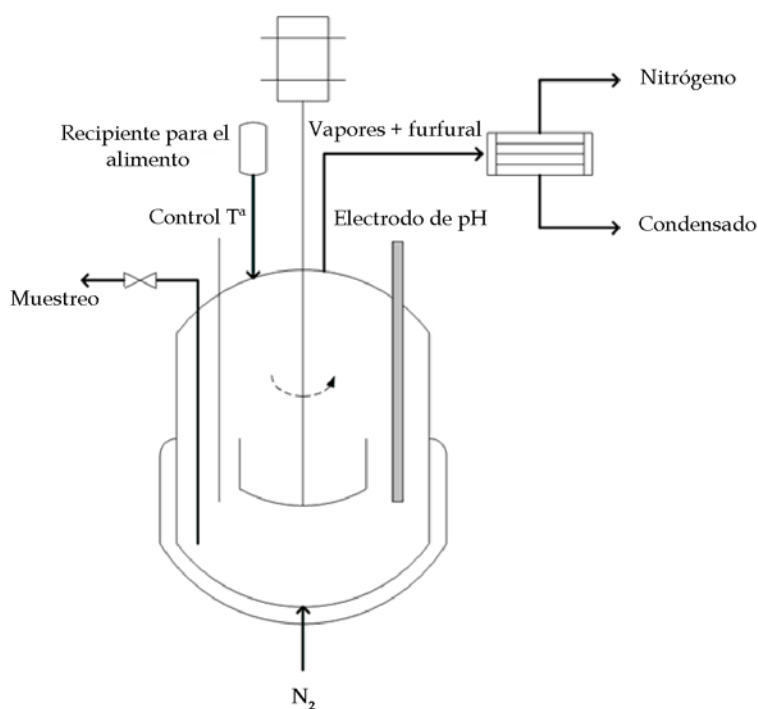 Nitrógeno
Recipiente para el
alimento
Vapores + furfural
Control Tª
Electrodo de pH
Condensado
Muestreo
N₂